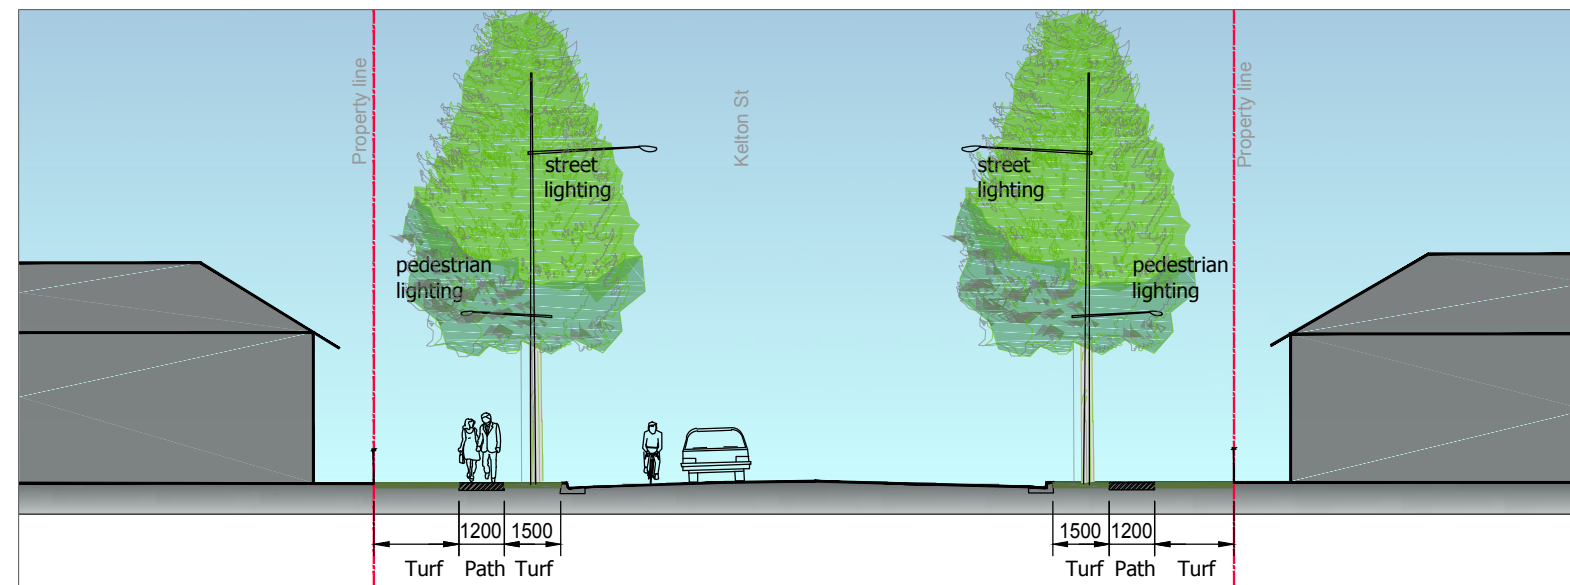 Property line
Kelton St
Property line
street
lighting
street
lighting
pedestrian
lighting
pedestrian
lighting
1200 1500
1500 1200
Turf Path Turf
Turf Path Turf